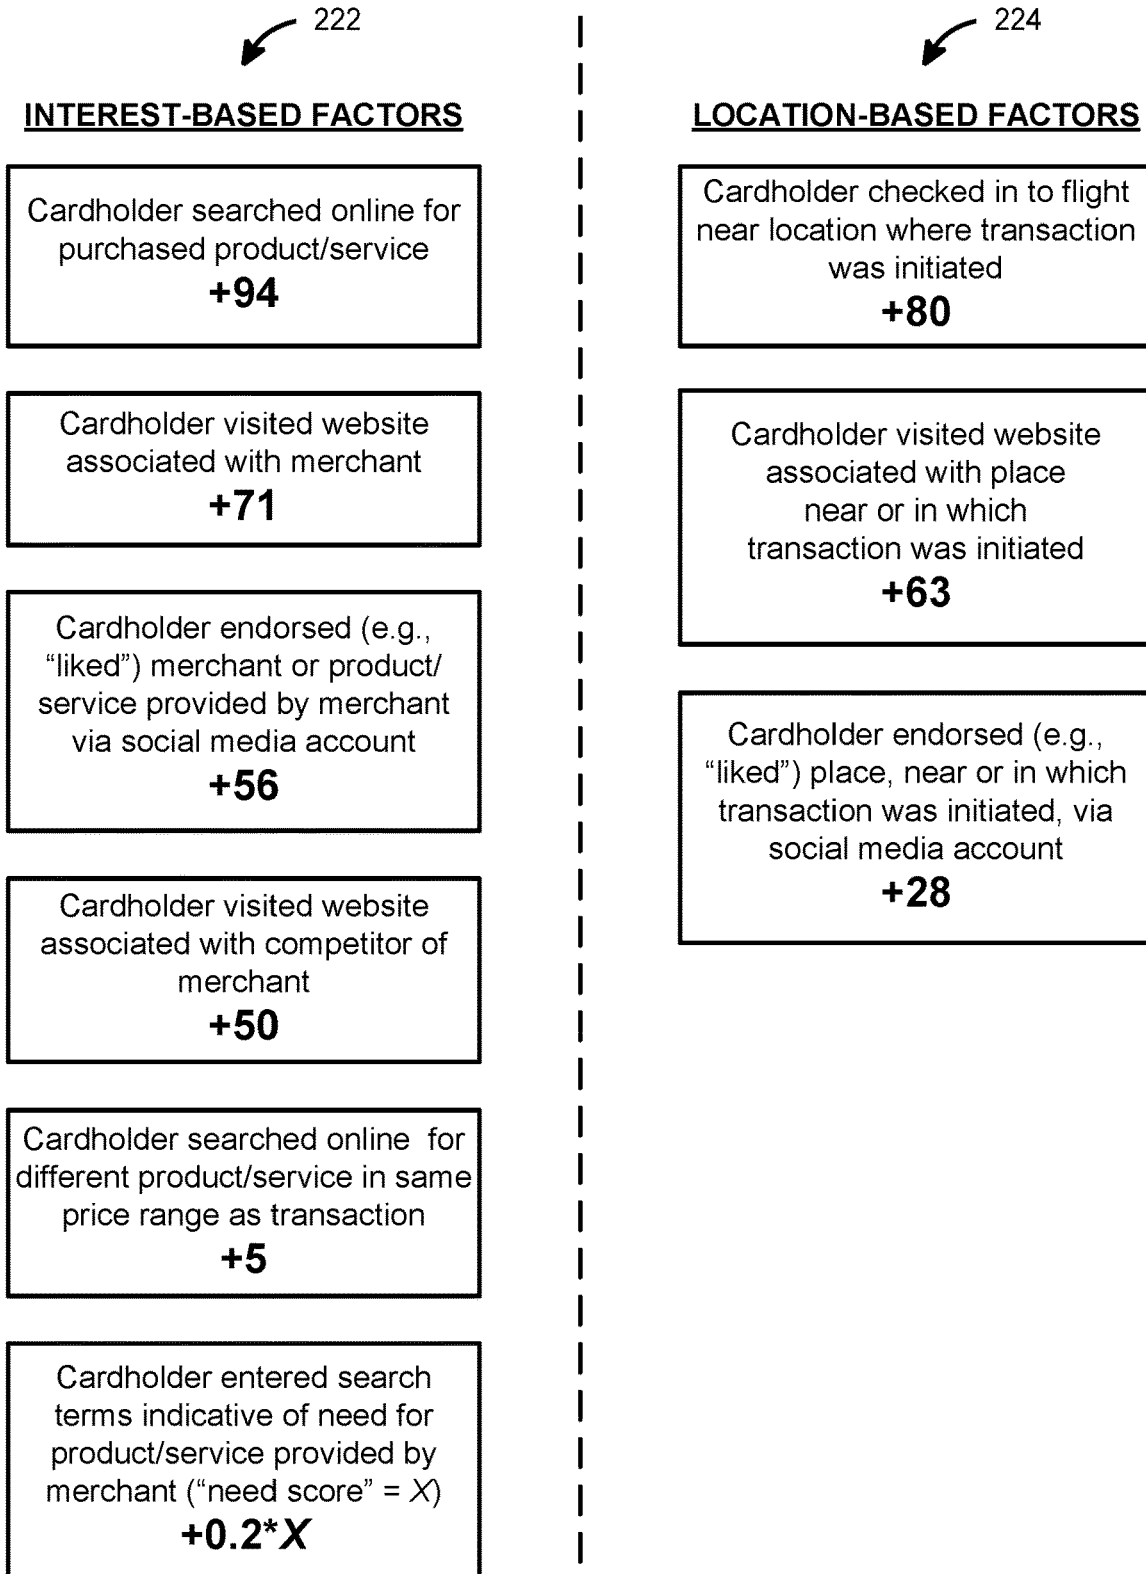 222
INTEREST-BASED FACTORS
Cardholder searched online for
purchased product/service
+94
Cardholder visited website
associated with merchant
+71
Cardholder endorsed (e.g.,
“liked”) merchant or product/
service provided by merchant
via social media account
+56
Cardholder visited website
associated with competitor of
merchant
+50
Cardholder searched online for
different product/service in same
price range as transaction
+5
Cardholder entered search
terms indicative of need for
product/service provided by
merchant (“need score” = X)
+0.2*X
224
LOCATION-BASED FACTORS
Cardholder checked in to flight
near location where transaction
was initiated
+80
Cardholder visited website
associated with place
near or in which
transaction was initiated
+63
Cardholder endorsed (e.g.,
“liked”) place, near or in which
transaction was initiated, via
social media account
+28